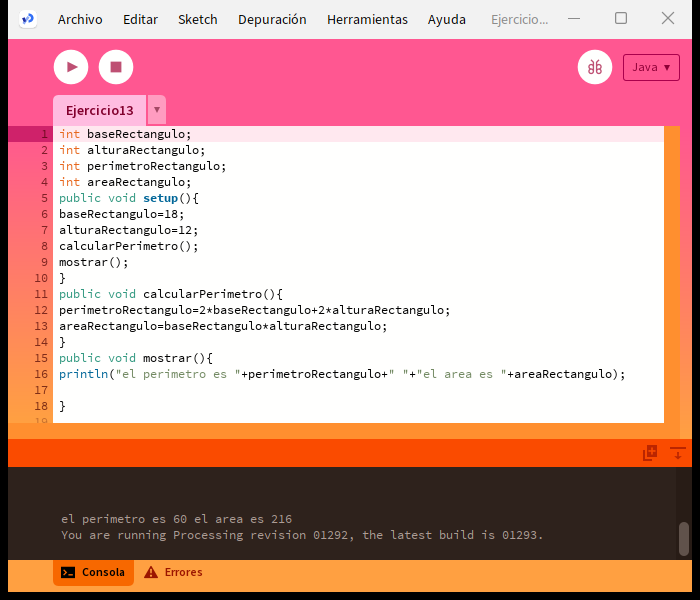 Archivo Editar Sketch Depuración Herramientas Ayuda Ejercicio...
Java ▾
Ejercicio13 ▾
1 int baseRectangulo;
2 int alturaRectangulo;
3 int perimetroRectangulo;
4 int areaRectangulo;
5 public void setup(){
6 baseRectangulo=18;
7 alturaRectangulo=12;
8 calcularPerimetro();
9 mostrar();
10 }
11 public void calcularPerimetro(){
12 perimetroRectangulo=2*baseRectangulo+2*alturaRectangulo;
13 areaRectangulo=baseRectangulo*alturaRectangulo;
14 }
15 public void mostrar(){
16 println("el perimetro es "+perimetroRectangulo+" "+"el area es "+areaRectangulo);
17
18 }
19
el perimetro es 60 el area es 216
You are running Processing revision 01292, the latest build is 01293.
Consola Errores